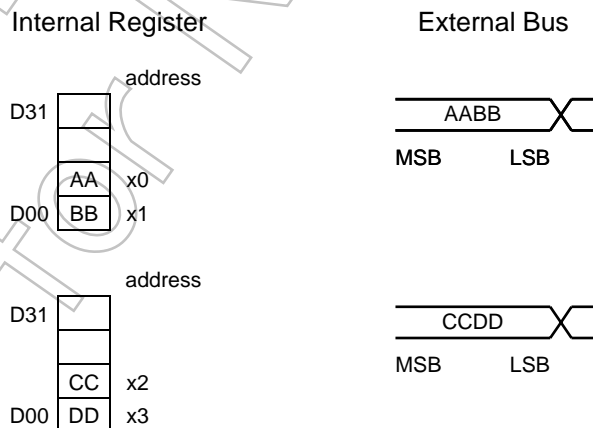 Internal Register External Bus
address
D31 AABB
MSB LSB
AA x0
D00 BB x1
address
D31 CCDD
MSB LSB
CC x2
D00 DD x3